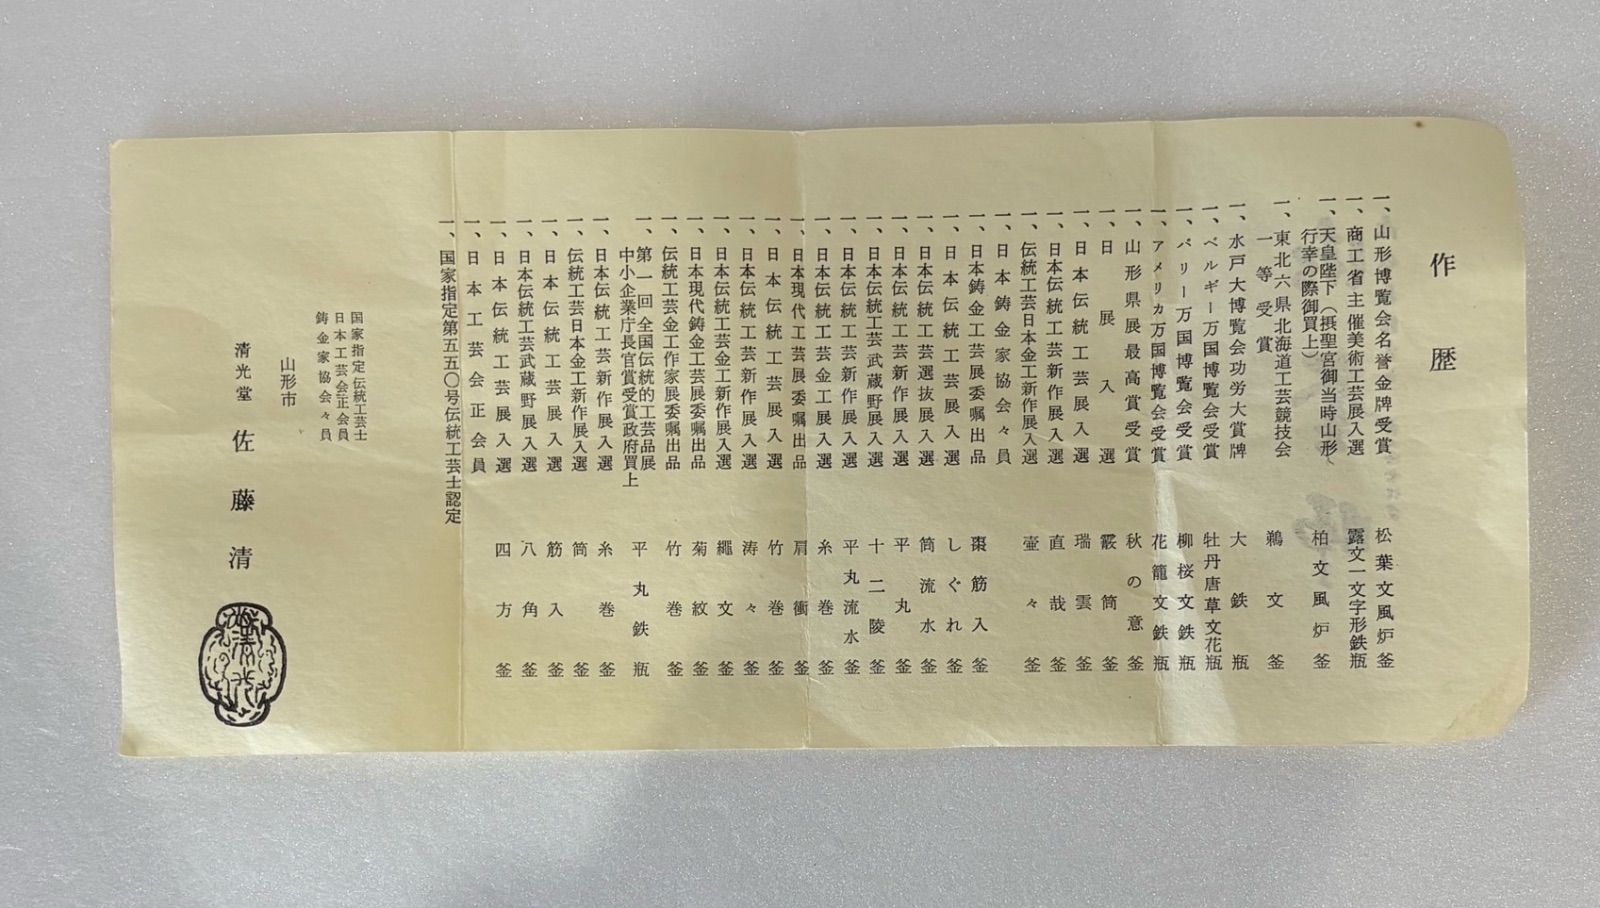 作歴
一、山形博覧会名誉金牌受賞 松葉文風炉釜
一、商工省主催美術工芸展入選 露文一文字形鉄瓶
一、天皇陛下（摂聖宮御当時山形へ
行幸の際御買上） 柏文風炉釜
一、東北六県北海道工芸競技会
一等受賞 鵜文釜
一、水戸大博覧会功労大賞牌 大鉄瓶
一、ベルギー万国博覧会受賞 牡丹唐草文花瓶
一、パリー万国博覧会受賞 柳桜文鉄瓶
一、アメリカ万国博覧会受賞 花籠文鉄瓶
一、山形県展最高賞受賞 秋の意釜
一、日展入選 霰筒釜
一、日本伝統工芸展入選 瑞雲釜
一、日本伝統工芸新作展入選 直哉釜
一、伝統工芸日本金工新作展入選 壷々釜
一、日本鋳金家協会々員
一、日本鋳金工芸展委嘱出品 棗筋入釜
一、日本伝統工芸展入選 しぐれ釜
一、日本伝統工芸選抜展入選 筒流水釜
一、日本伝統工芸新作展入選 平丸釜
一、日本伝統工芸武蔵野展入選 十二陵釜
一、日本伝統工芸新作展入選 平丸流水釜
一、日本伝統工芸金工展入選 糸巻釜
一、日本現代工芸展委嘱出品 肩衝釜
一、日本伝統工芸展入選 竹巻釜
一、日本伝統工芸新作展入選 涛々釜
一、日本伝統工芸金工新作展入選 縄文釜
一、日本現代鋳金工芸展委嘱出品 菊紋釜
一、伝統工芸金工作家展委嘱出品 竹巻釜
一、第一回全国伝統的工芸品展
中小企業庁長官賞受賞政府買上 平丸鉄瓶
一、日本伝統工芸新作展入選 糸巻釜
一、伝統工芸日本金工新作展入選 筒釜
一、日本伝統工芸展入選 筋入釜
一、日本伝統工芸武蔵野展入選 八角釜
一、日本伝統工芸展入選 四方釜
一、日本工芸会正会員
一、国家指定第五五〇号伝統工芸士認定
国家指定伝統工芸士
日本工芸会正会員
鋳金家協会々員
山形市
清光堂 佐藤清
清光